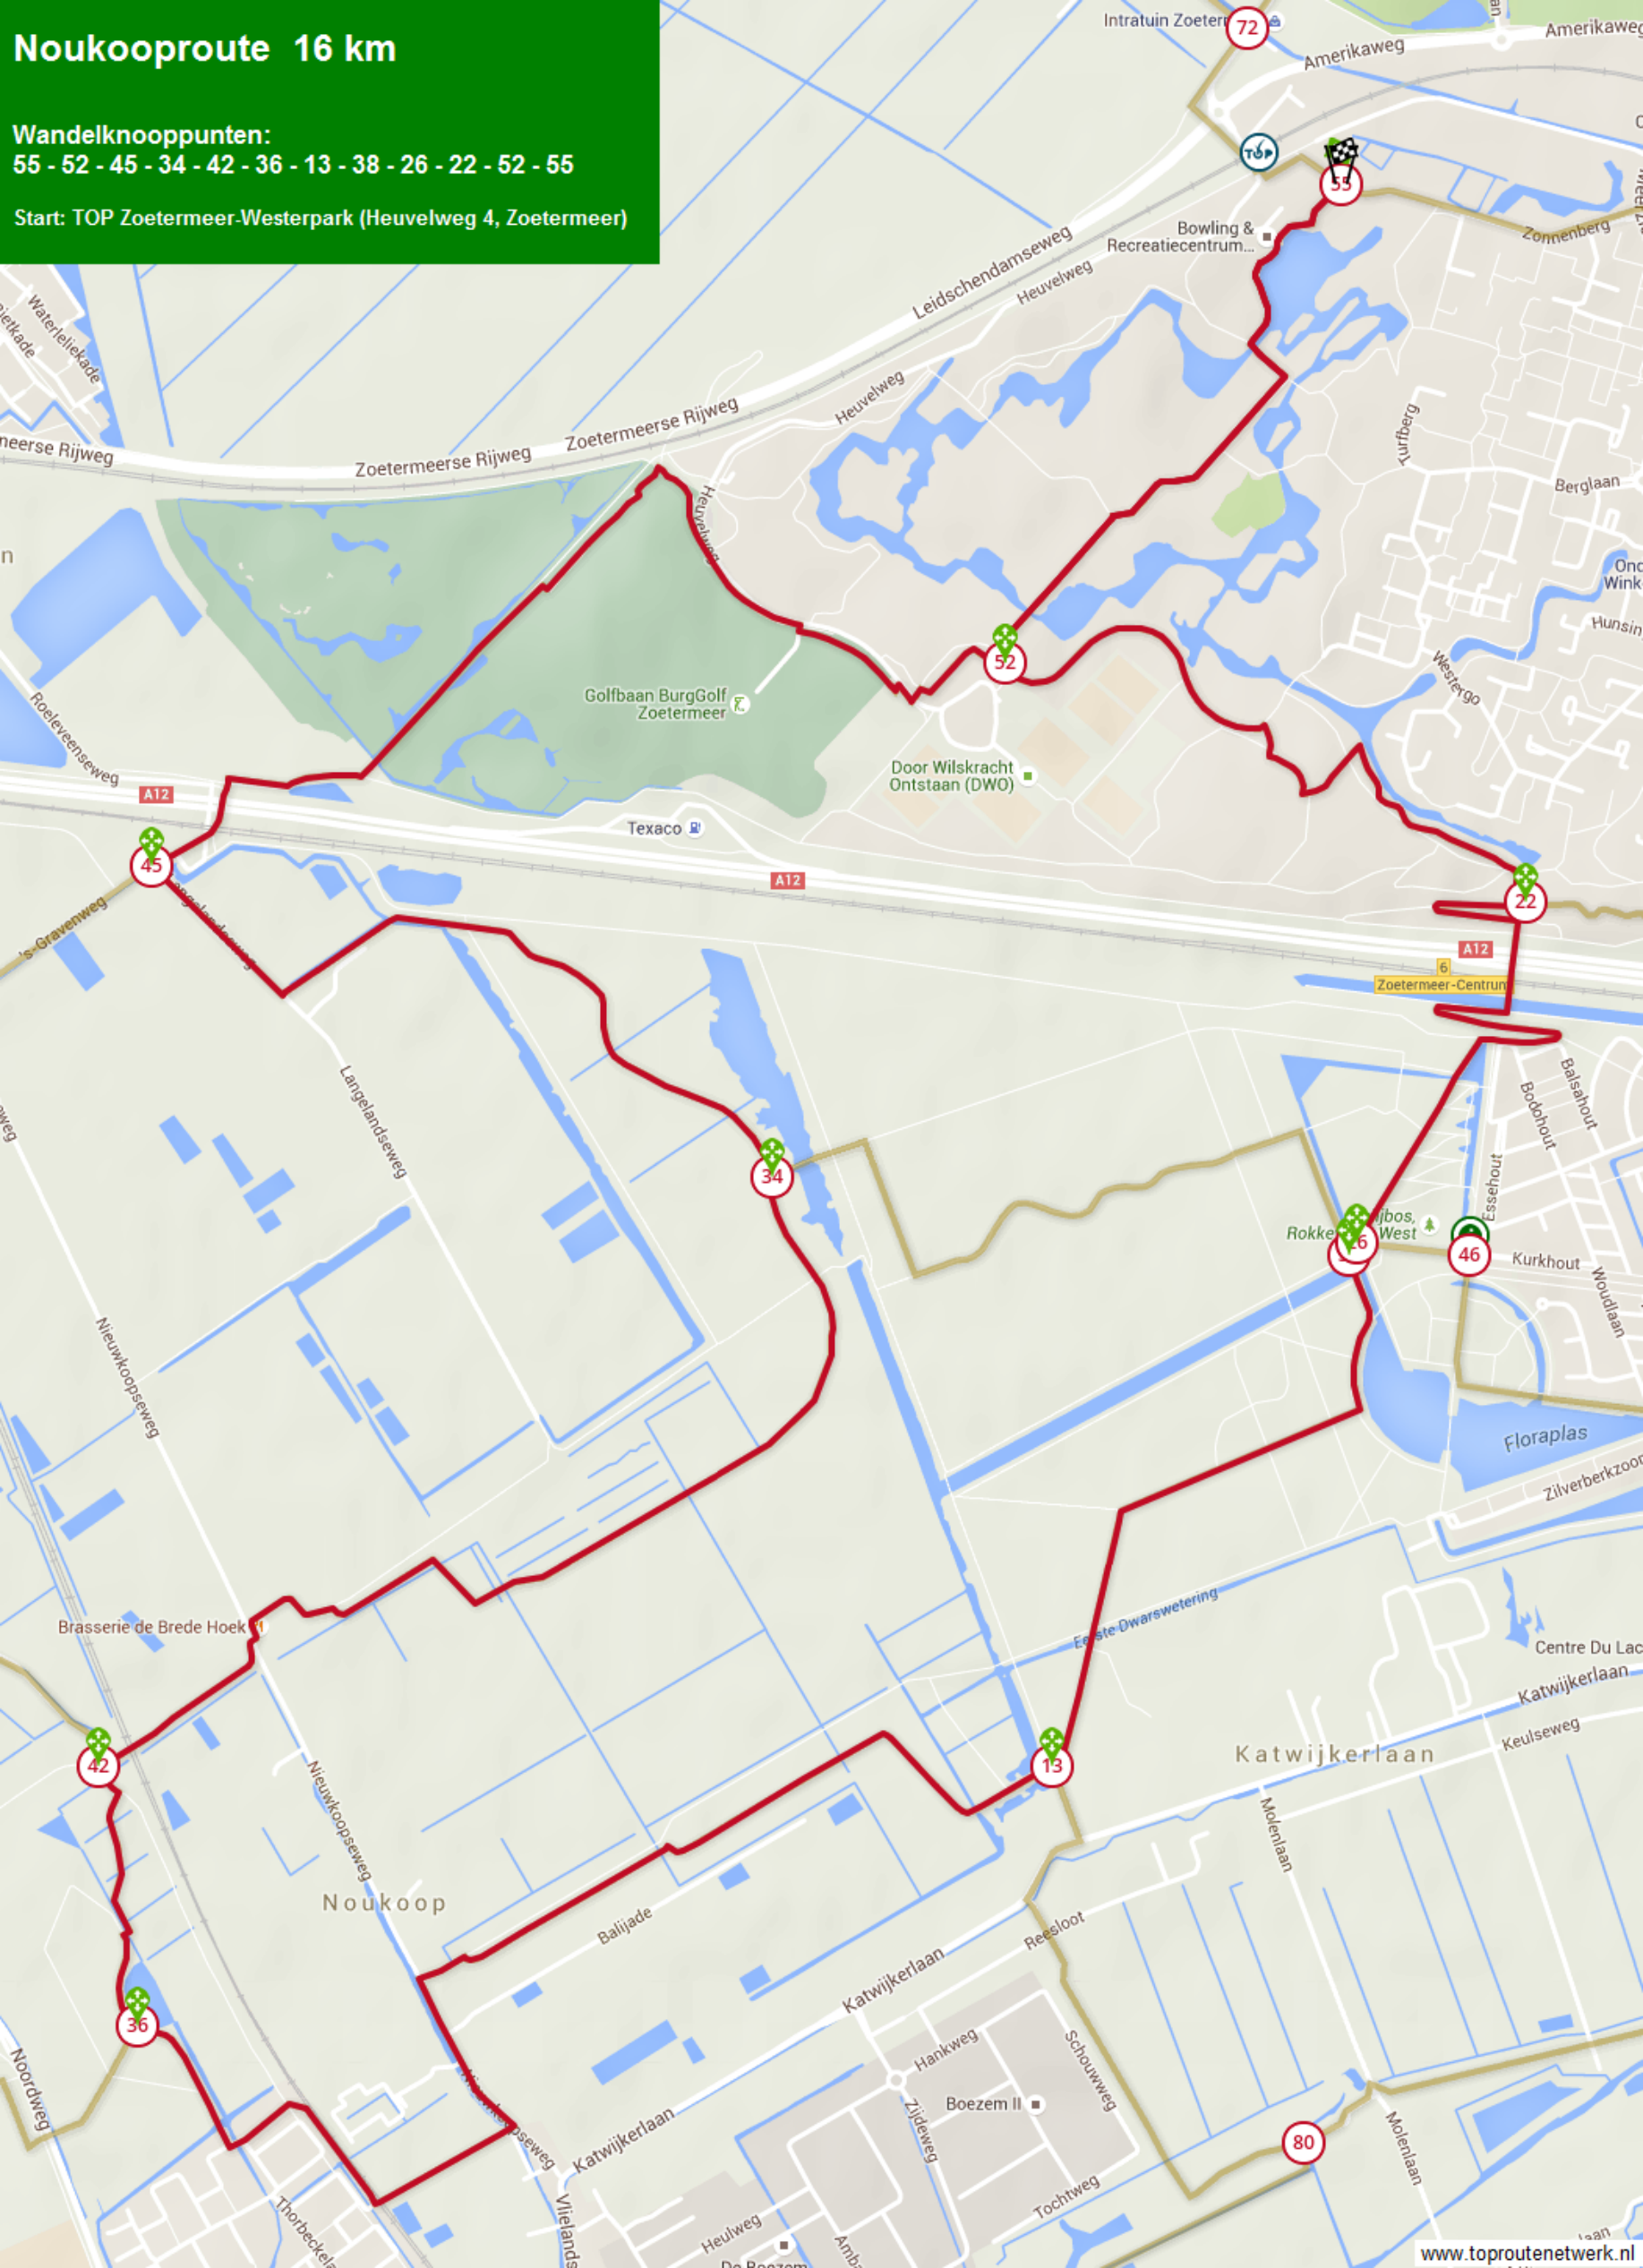 Noukooproute 16 km
Wandelknooppunten:
55 - 52 - 45 - 34 - 42 - 36 - 13 - 38 - 26 - 22 - 52 - 55
Start: TOP Zoetermeer-Westerpark (Heuvelweg 4, Zoetermeer)
72
Amerikaweg
Amerikaweg
TOP
55
Bowling &
Recreatiecentrum...
Zonnenberg
Leidschendamseweg
Heuvelweg
Waterleliekade
Heuvelweg
Zoetermeerse Rijweg
Zoetermeerse Rijweg
Turfberg
Berglaan
Heuvelweg
52
Golfbaan BurgGolf
Zoetermeer
Westergo
Roeleveenseweg
Door Wilskracht
Ontstaan (DWO)
A12
Texaco
45
A12
22
's-Gravenweg
A12
6
Zoetermeer-Centrum
Langelandseweg
Balsahout
Bodohout
Essehout
34
46
Kurkhout
Woudlaan
Nieuwkoopseweg
Floraplas
Eerste Dwarswetering
Brasserie de Brede Hoek
Centre Du Lac
Katwijkerlaan
Keulseweg
42
13
Katwijkerlaan
Nieuwkoopseweg
Molenlaan
Noukoop
Balijade
Reesloot
Katwijkerlaan
36
Hankweg
Schouwweg
Noordweg
Boezem II
Zijdeweg
Katwijkerlaan
80
Molenlaan
Tochtweg
Heulweg
www.toproutenetwerk.nl